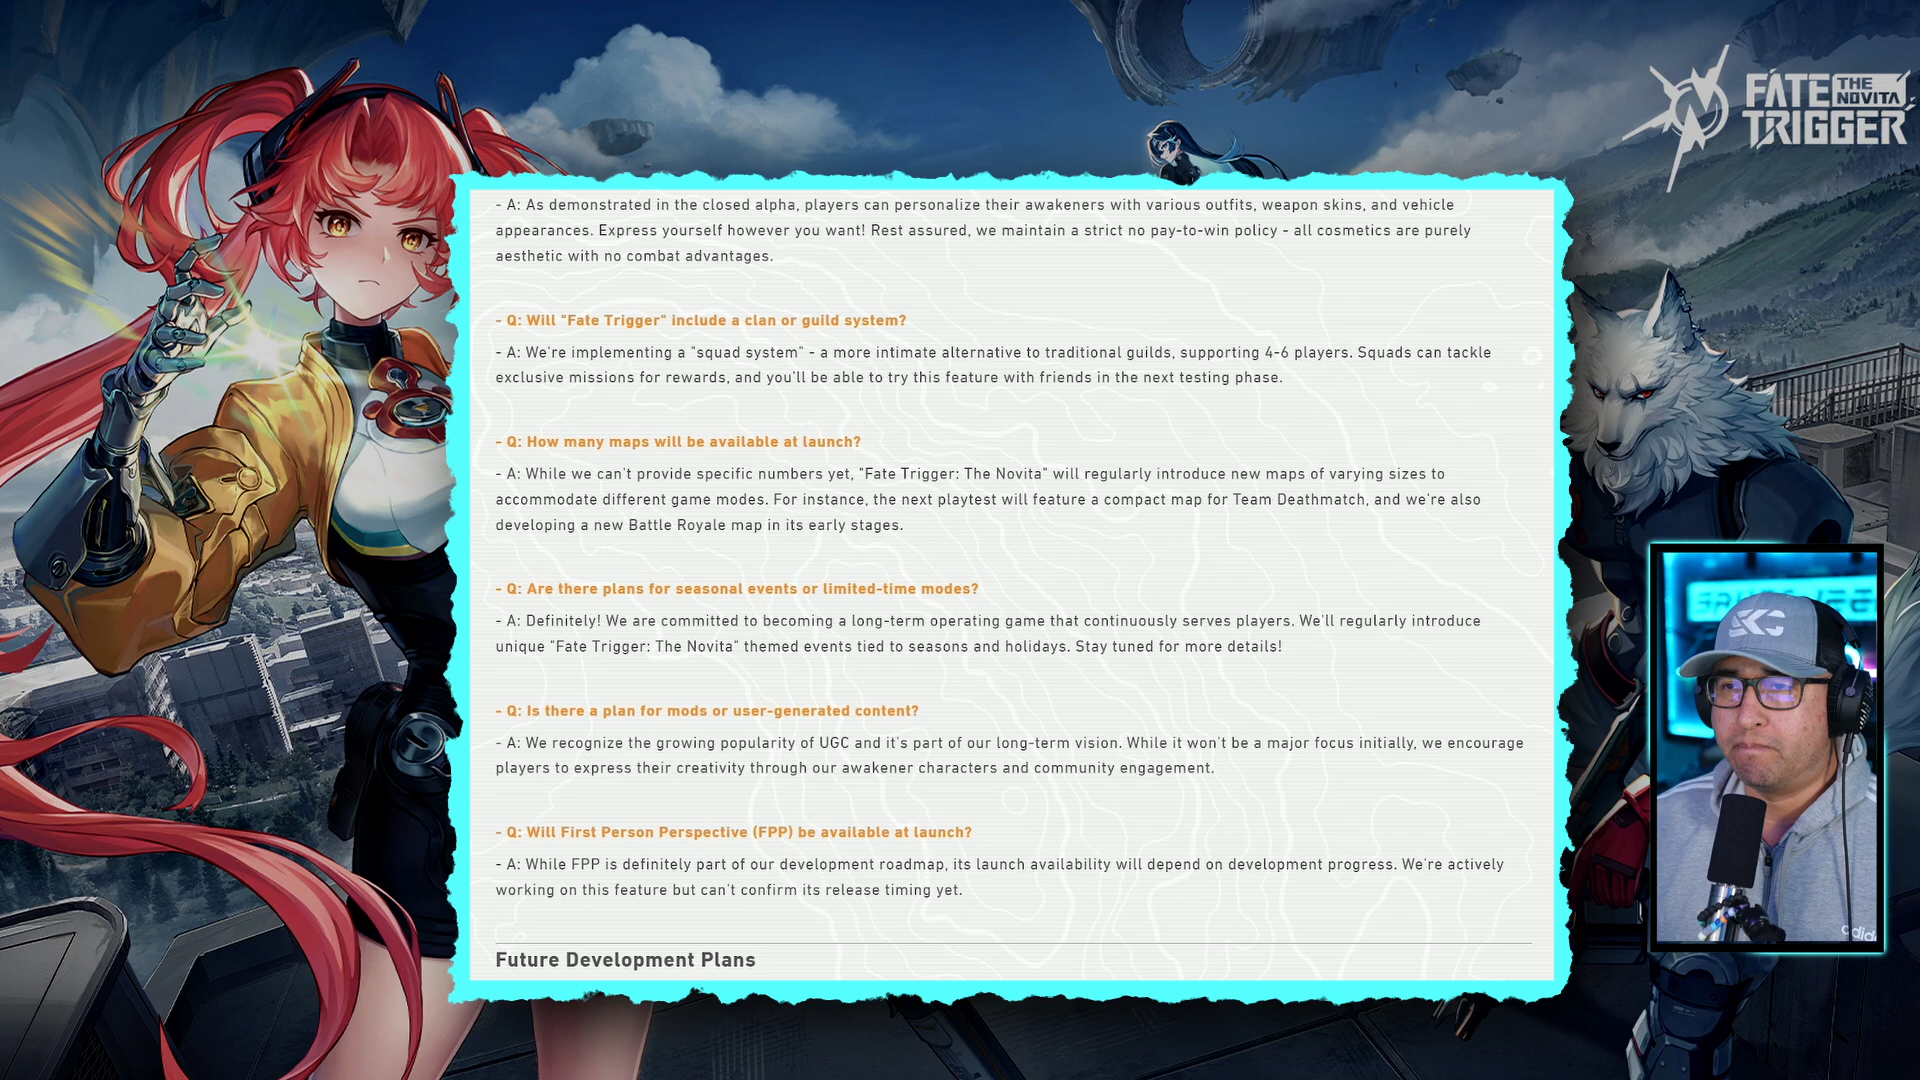 FATE THE NOVITA
TRIGGER
- A: As demonstrated in the closed alpha, players can personalize their awakeners with various outfits, weapon skins, and vehicle
appearances. Express yourself however you want! Rest assured, we maintain a strict no pay-to-win policy - all cosmetics are purely
aesthetic with no combat advantages.
- Q: Will "Fate Trigger" include a clan or guild system?
- A: We're implementing a "squad system" - a more intimate alternative to traditional guilds, supporting 4-6 players. Squads can tackle
exclusive missions for rewards, and you'll be able to try this feature with friends in the next testing phase.
- Q: How many maps will be available at launch?
- A: While we can't provide specific numbers yet, "Fate Trigger: The Novita" will regularly introduce new maps of varying sizes to
accommodate different game modes. For instance, the next playtest will feature a compact map for Team Deathmatch, and we're also
developing a new Battle Royale map in its early stages.
- Q: Are there plans for seasonal events or limited-time modes?
- A: Definitely! We are committed to becoming a long-term operating game that continuously serves players. We'll regularly introduce
unique "Fate Trigger: The Novita" themed events tied to seasons and holidays. Stay tuned for more details!
- Q: Is there a plan for mods or user-generated content?
- A: We recognize the growing popularity of UGC and it's part of our long-term vision. While it won't be a major focus initially, we encourage
players to express their creativity through our awakener characters and community engagement.
- Q: Will First Person Perspective (FPP) be available at launch?
- A: While FPP is definitely part of our development roadmap, its launch availability will depend on development progress. We're actively
working on this feature but can't confirm its release timing yet.
Future Development Plans